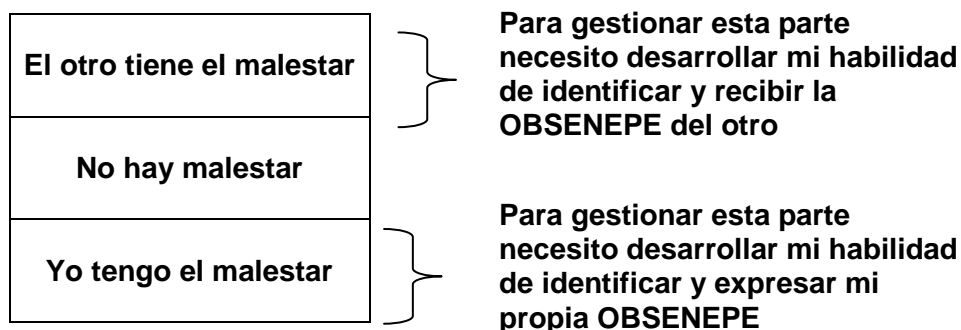 El otro tiene el malestar
Para gestionar esta parte
necesito desarrollar mi habilidad
de identificar y recibir la
OBSENEPE del otro
No hay malestar
Yo tengo el malestar
Para gestionar esta parte
necesito desarrollar mi habilidad
de identificar y expresar mi
propia OBSENEPE